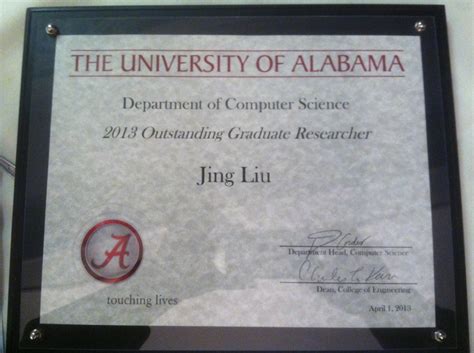 THE UNIVERSITY OF ALABAMA
Department of Computer Science
2013 Outstanding Graduate Researcher
Jing Liu
A
Department Head, Computer Science
Dean, College of Engineering
touching lives
April 1, 2013